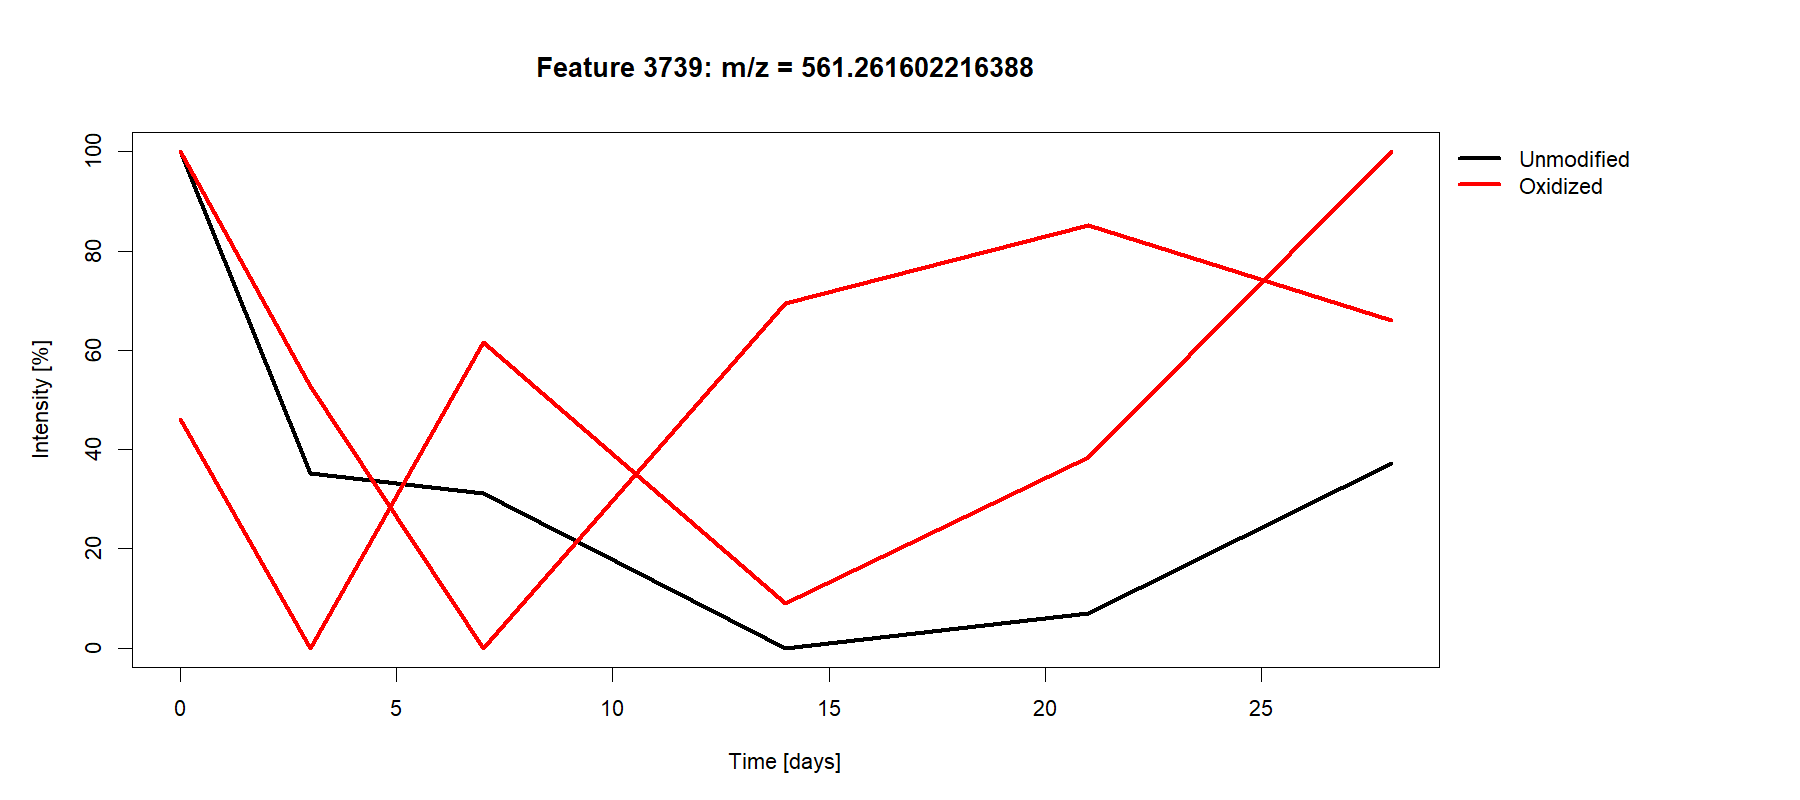 Feature 3739: m/z = 561.261602216388
Intensity [%]
100
80
60
40
20
0
0 5 10 15 20 25
Time [days]
Unmodified
Oxidized